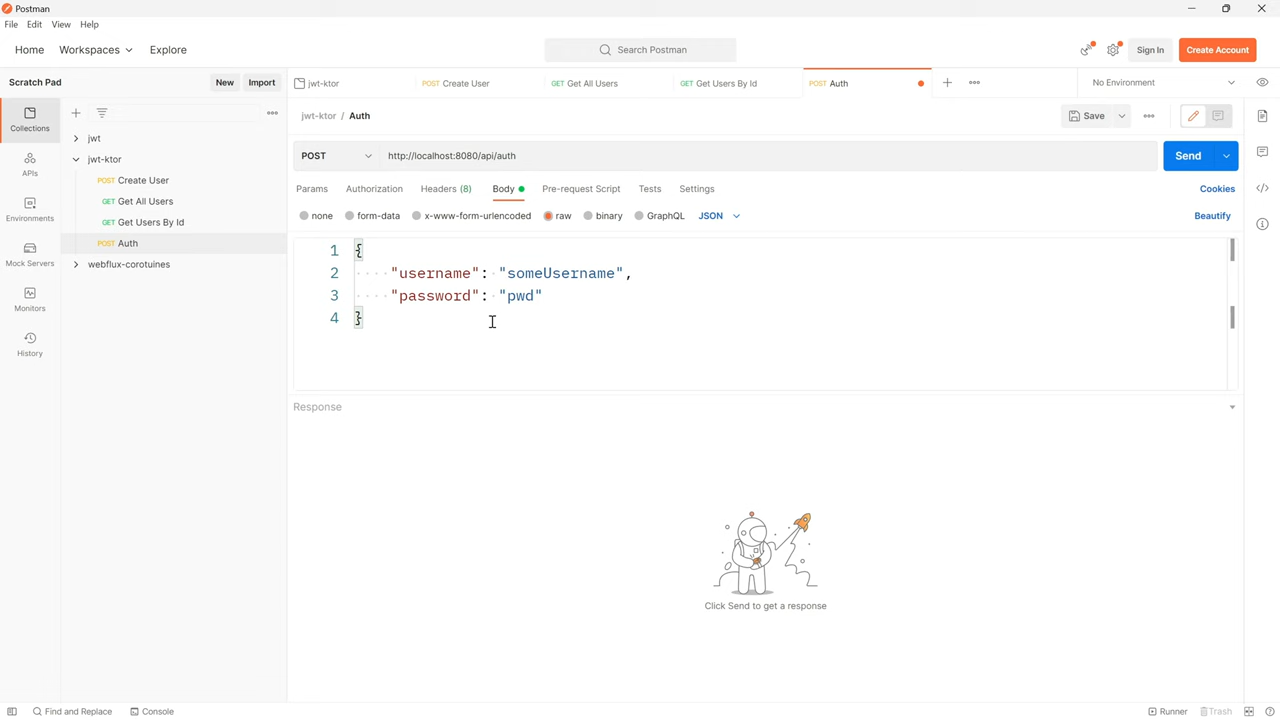 Postman
File Edit View Help
Home Workspaces Explore
Search Postman
Sign In
Create Account
Scratch Pad
New
Import
jwt-ktor
POST Create User
GET Get All Users
GET Get Users By Id
POST Auth
No Environment
Collections
APIs
Environments
Mock Servers
Monitors
History
jwt
jwt-ktor
POST Create User
GET Get All Users
GET Get Users By Id
POST Auth
webflux-corotuines
jwt-ktor / Auth
Save
POST http://localhost:8080/api/auth
Send
Params Authorization Headers (8) Body Pre-request Script Tests Settings
Cookies
none form-data x-www-form-urlencoded raw binary GraphQL JSON
Beautify
1 {
2 "username": "someUsername",
3 "password": "pwd"
4 }
Response
Click Send to get a response
Find and Replace Console
Runner Trash